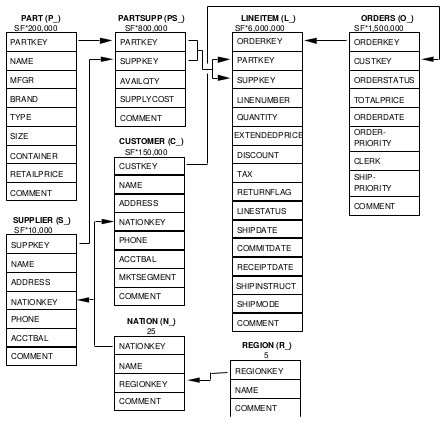 PART (P_)
SF*200,000
PARTKEY
NAME
MFGR
BRAND
TYPE
SIZE
CONTAINER
RETAILPRICE
COMMENT
SUPPLIER (S_)
SF*10,000
SUPPKEY
NAME
ADDRESS
NATIONKEY
PHONE
ACCTBAL
COMMENT
PARTSUPP (PS_)
SF*800,000
PARTKEY
SUPPKEY
AVAILQTY
SUPPLYCOST
COMMENT
CUSTOMER (C_)
SF*150,000
CUSTKEY
NAME
ADDRESS
NATIONKEY
PHONE
ACCTBAL
MKTSEGMENT
COMMENT
NATION (N_)
25
NATIONKEY
NAME
REGIONKEY
COMMENT
LINEITEM (L_)
SF*6,000,000
ORDERKEY
PARTKEY
SUPPKEY
LINENUMBER
QUANTITY
EXTENDEDPRICE
DISCOUNT
TAX
RETURNFLAG
LINESTATUS
SHIPDATE
COMMITDATE
RECEIPTDATE
SHIPINSTRUCT
SHIPMODE
COMMENT
REGION (R_)
5
REGIONKEY
NAME
COMMENT
ORDERS (O_)
SF*1,500,000
ORDERKEY
CUSTKEY
ORDERSTATUS
TOTALPRICE
ORDERDATE
ORDER-
PRIORITY
CLERK
SHIP-
PRIORITY
COMMENT